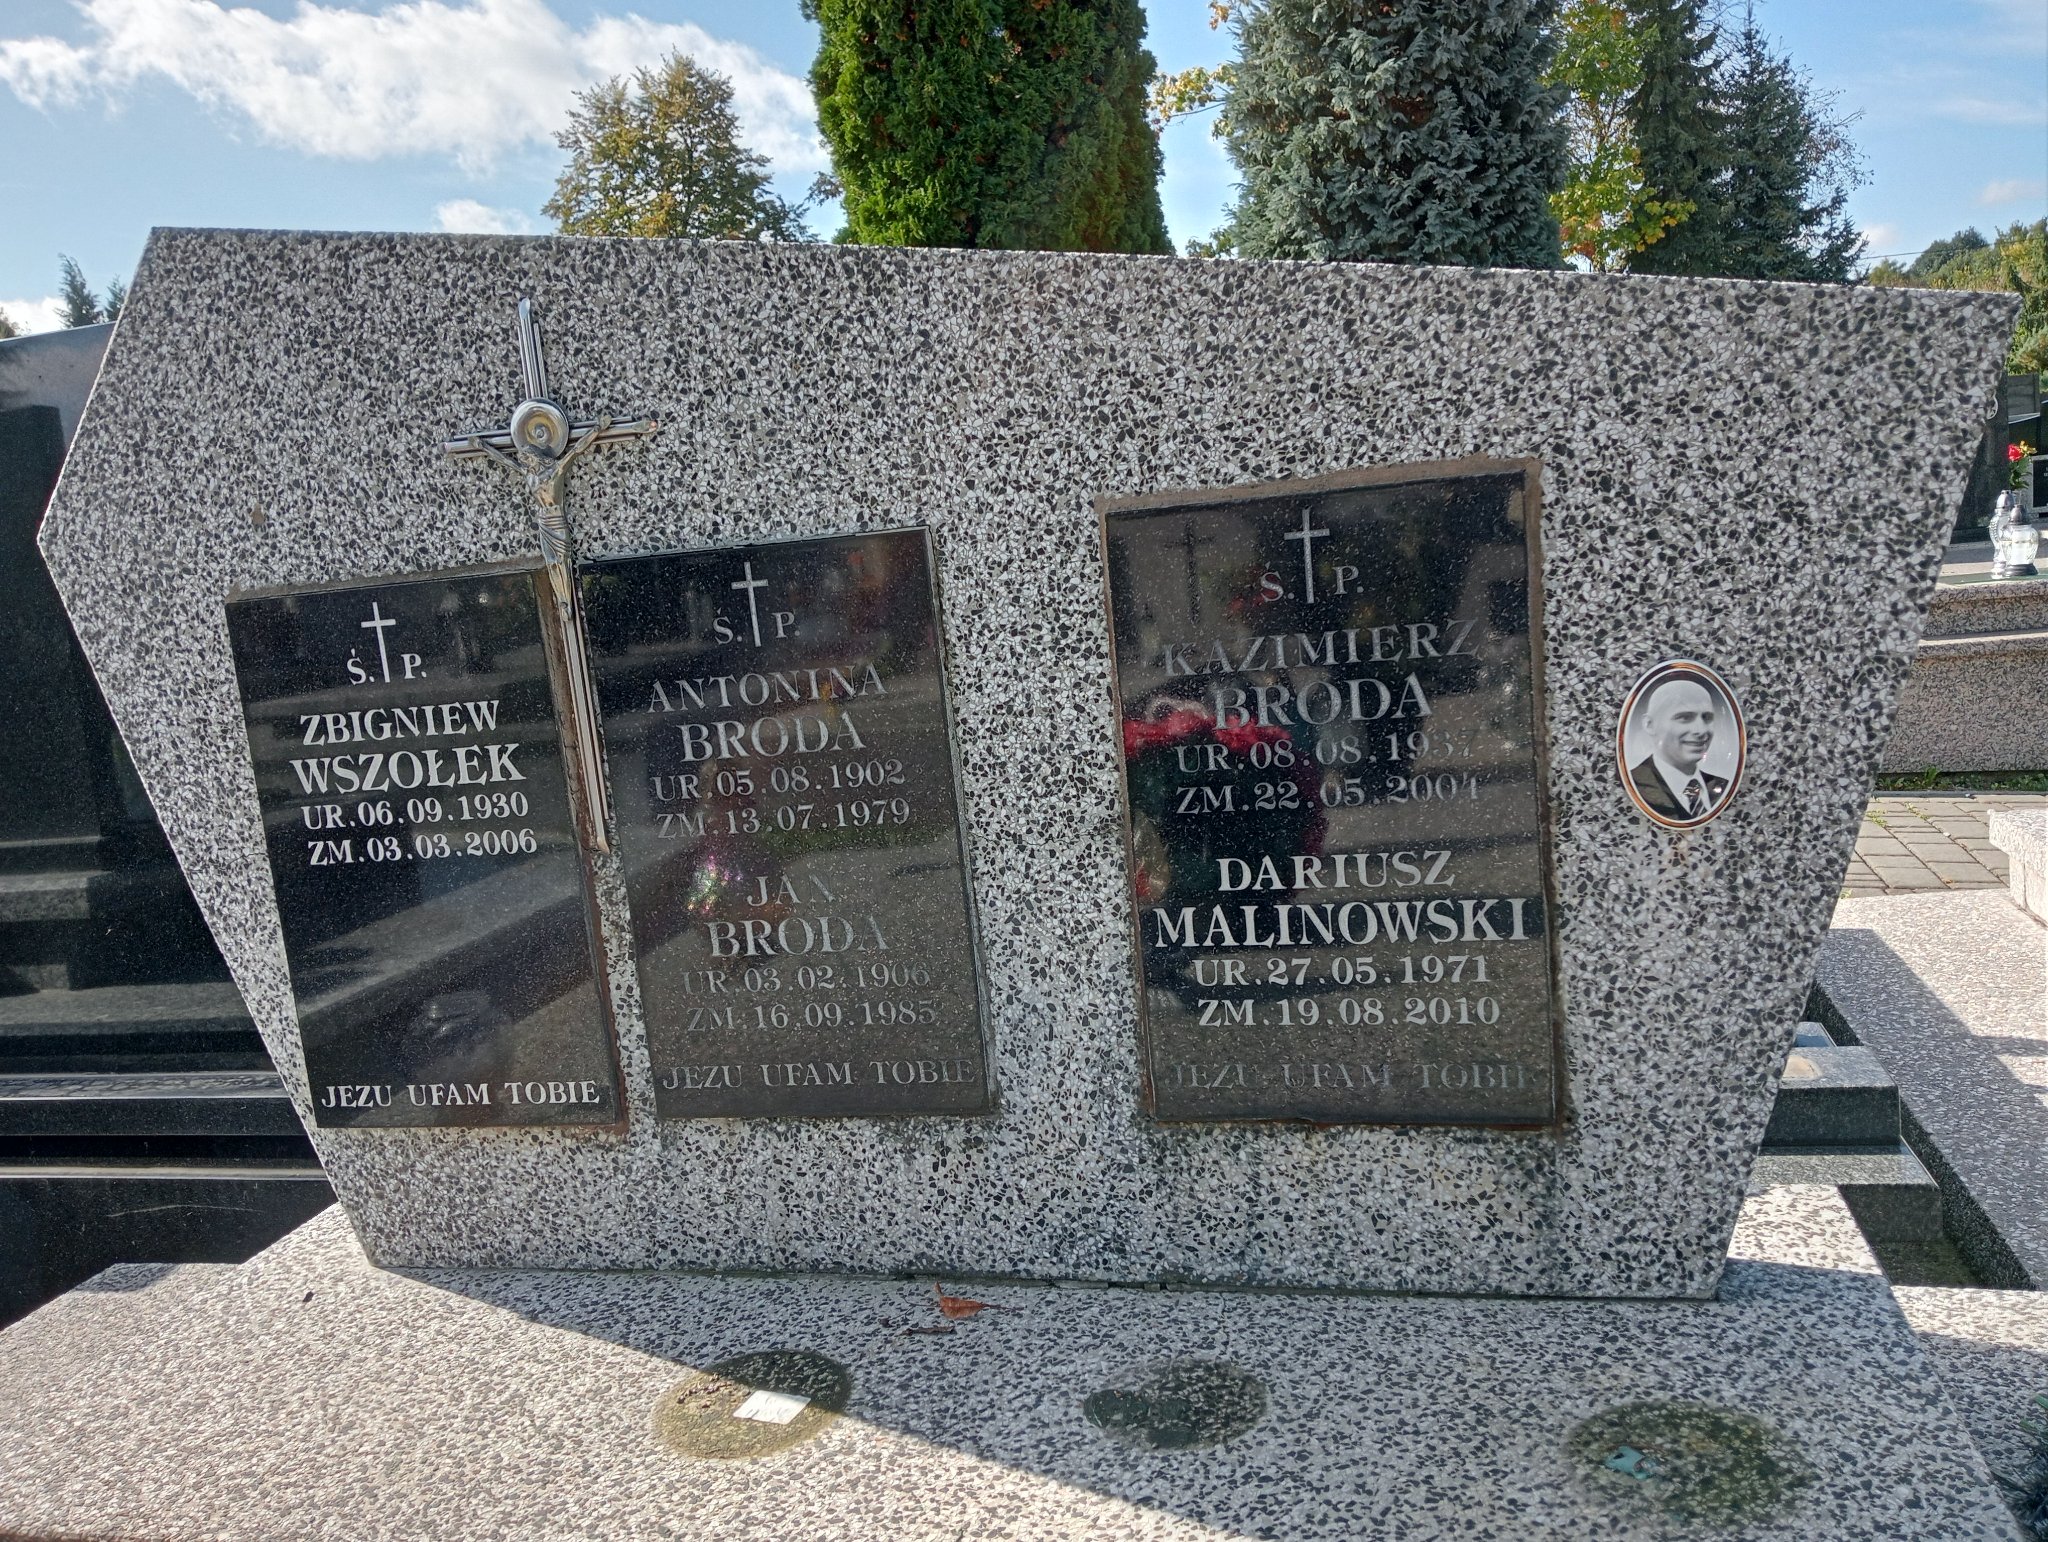 Ś. P.
ZBIGNIEW
WSZOŁEK
UR.06.09.1930
ZM.03.03.2006
JEZU UFAM TOBIE
Ś. P.
ANTONINA
BRODA
UR.05.08.1902
ZM.13.07.1979
JAN
BRODA
UR.03.02.1906
ZM.16.09.1985
JEZU UFAM TOBIE
Ś. P.
KAZIMIERZ
BRODA
UR.08.08.1937
ZM.22.05.2004
DARIUSZ
MALINOWSKI
UR.27.05.1971
ZM.19.08.2010
JEZU UFAM TOBIE